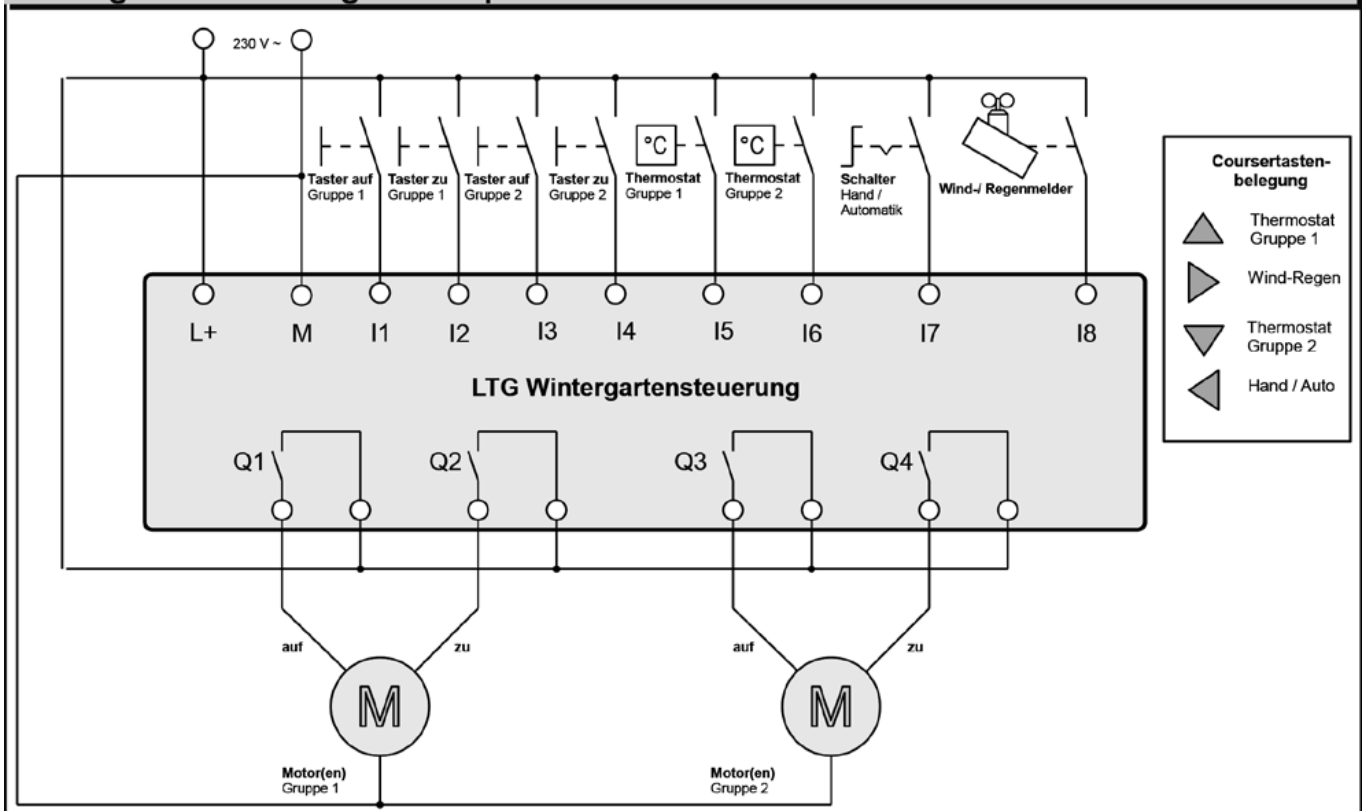 230 V ~
Taster auf
Gruppe 1
Taster zu
Gruppe 1
Taster auf
Gruppe 2
Taster zu
Gruppe 2
°C
Thermostat
Gruppe 1
°C
Thermostat
Gruppe 2
Schalter
Hand /
Automatik
Wind-/ Regenmelder
L+
M
I1
I2
I3
I4
I5
I6
I7
I8
LTG Wintergartensteuerung
Q1
Q2
Q3
Q4
auf
zu
auf
zu
M
M
Motor(en)
Gruppe 1
Motor(en)
Gruppe 2
Coursertasten-
belegung
Thermostat
Gruppe 1
Wind-Regen
Thermostat
Gruppe 2
Hand / Auto